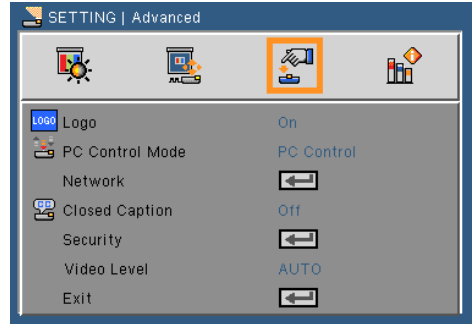 SETTING | Advanced
LOGO Logo On
PC Control Mode PC Control
Network
CC Closed Caption Off
Security
Video Level AUTO
Exit